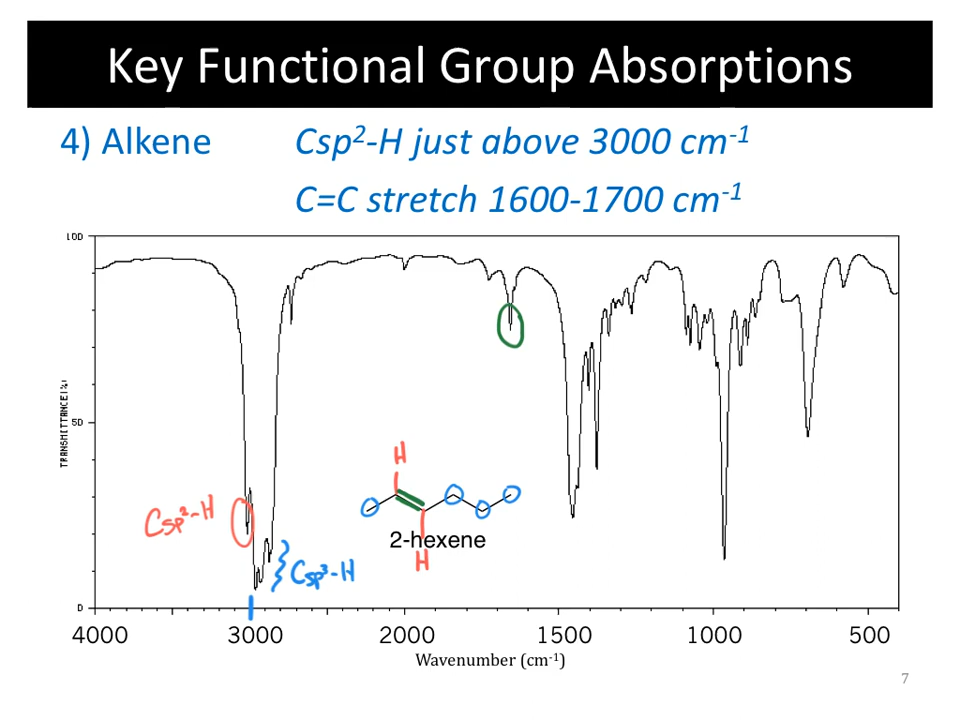 Key Functional Group Absorptions
4) Alkene Csp²-H just above 3000 cm⁻¹
C=C stretch 1600-1700 cm⁻¹
100
50
0
TRANSMITTANCE(%)
H
Csp²-H
2-hexene
H
Csp³-H
4000 3000 2000 1500 1000 500
Wavenumber (cm⁻¹)
7